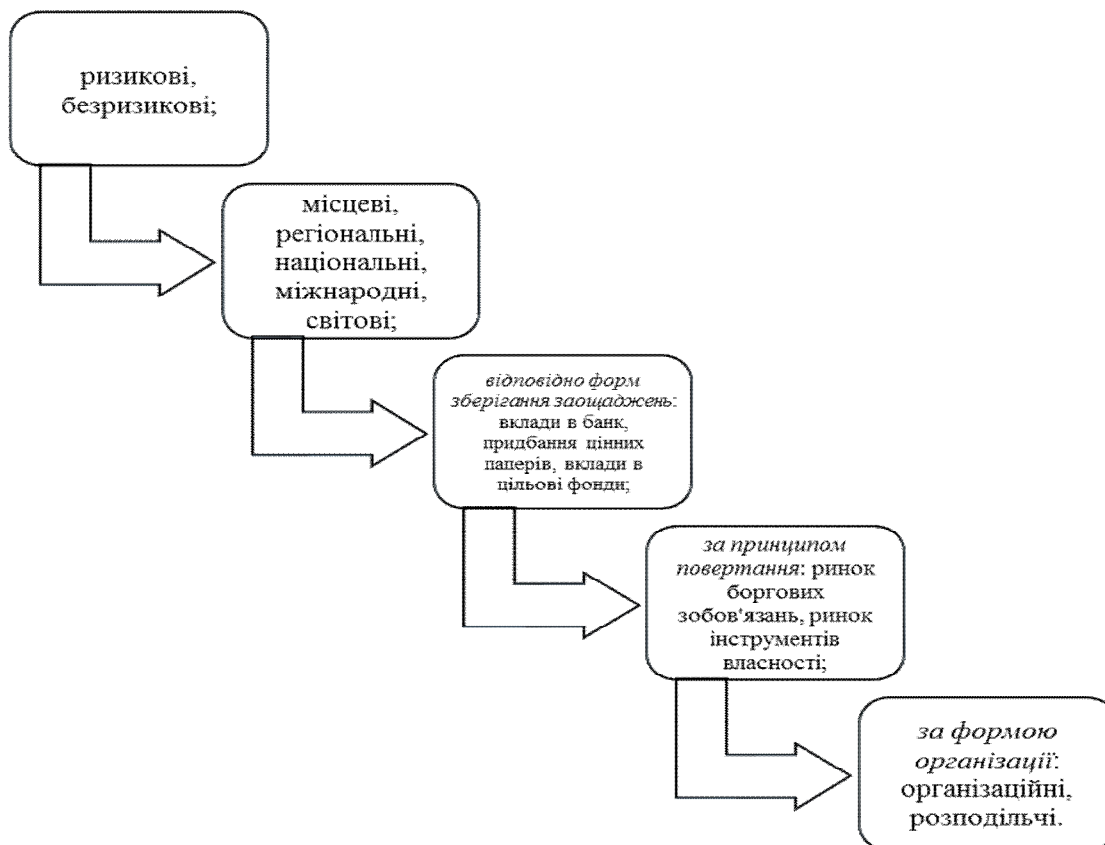 ризикові,
безризикові;
місцеві,
регіональні,
національні,
міжнародні,
світові;
відповідно форм
зберігання заощаджень:
вклади в банк,
придбання цінних
паперів, вклади в
цільові фонди;
за принципом
повертання: ринок
боргових
зобов'язань, ринок
інструментів
власності;
за формою
організації:
організаційні,
розподільчі.